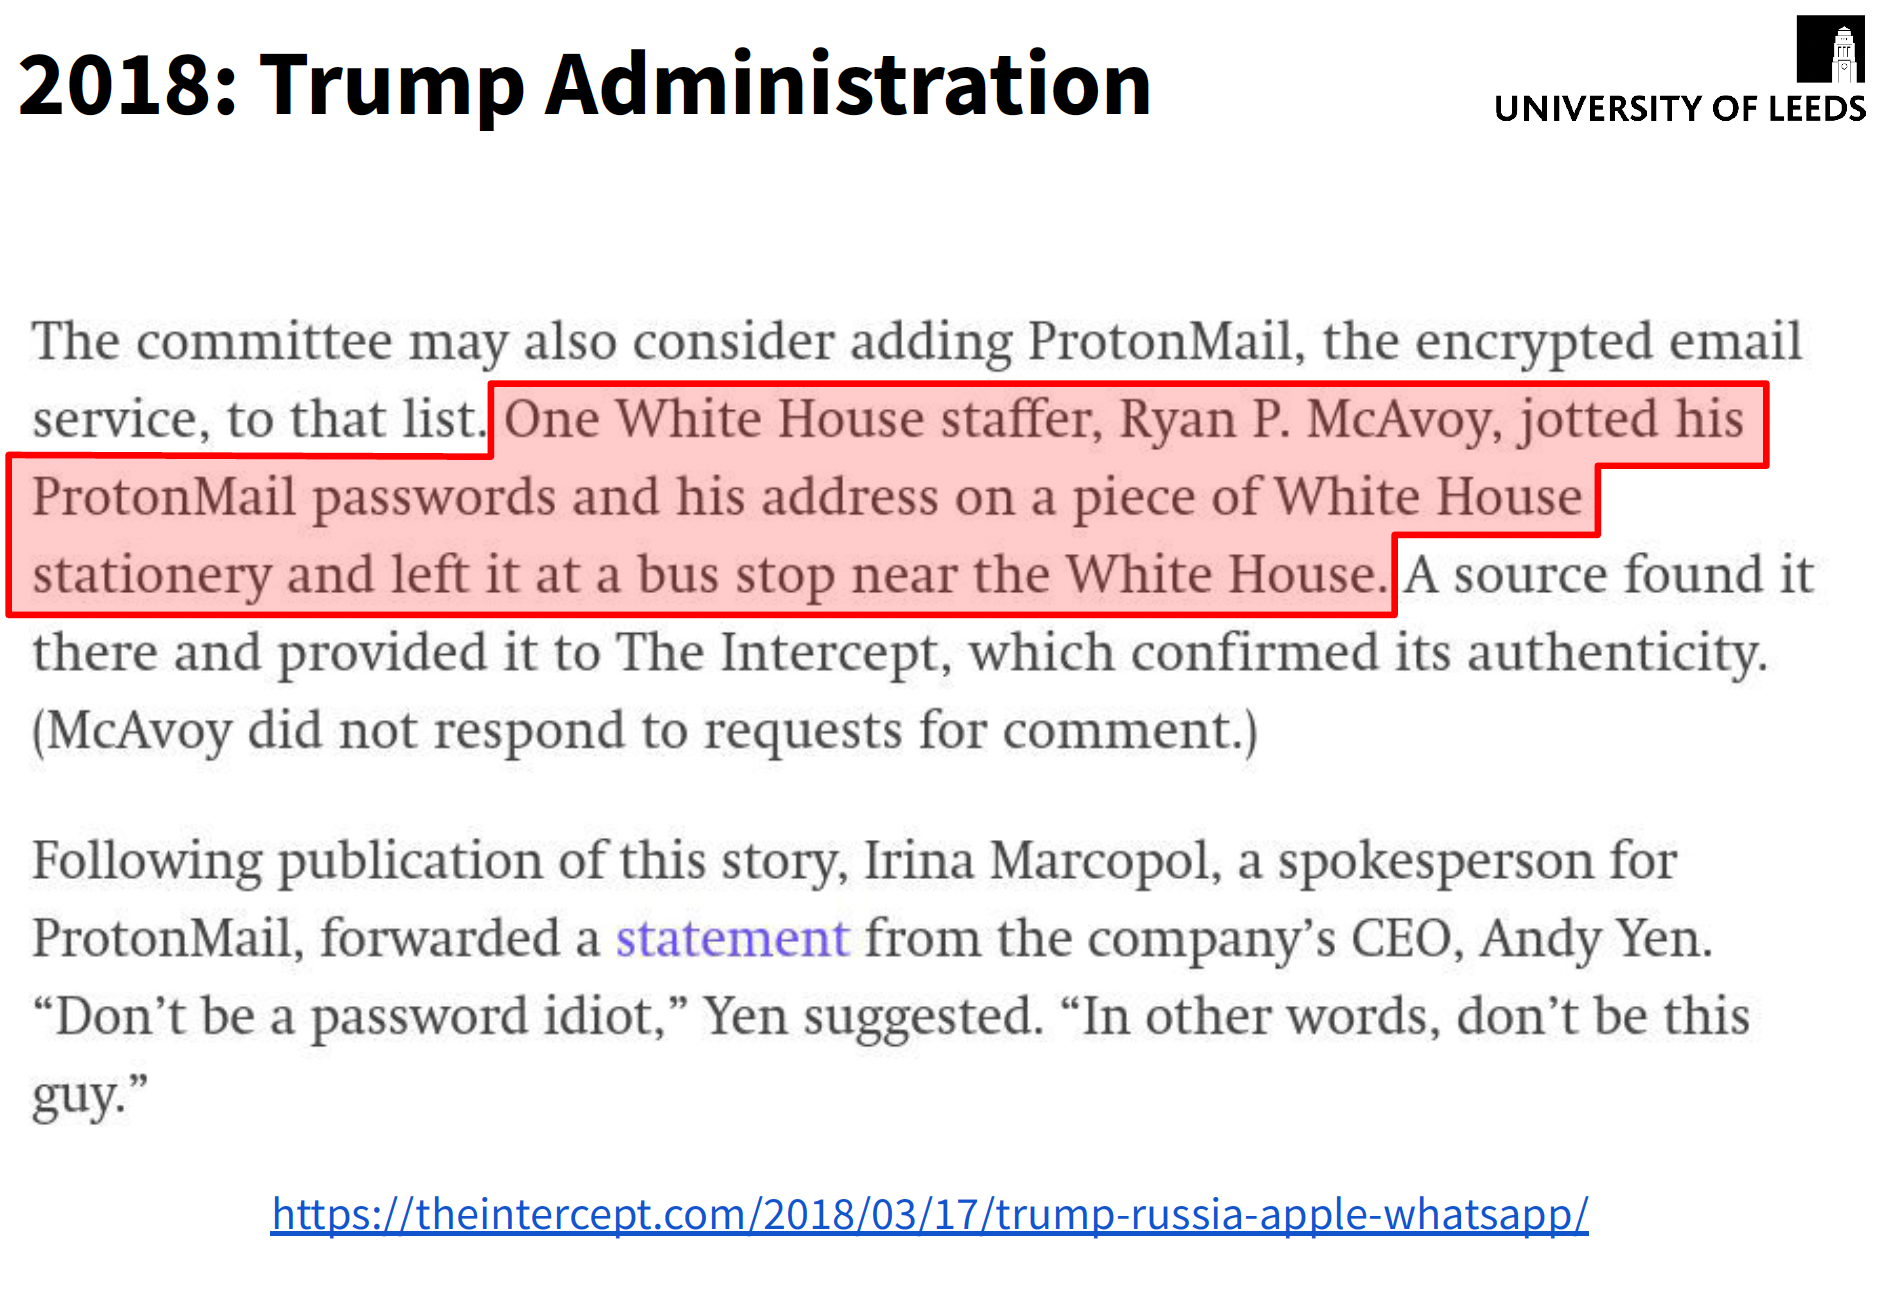 2018: Trump Administration
UNIVERSITY OF LEEDS
The committee may also consider adding ProtonMail, the encrypted email
service, to that list. One White House staffer, Ryan P. McAvoy, jotted his
ProtonMail passwords and his address on a piece of White House
stationery and left it at a bus stop near the White House. A source found it
there and provided it to The Intercept, which confirmed its authenticity.
(McAvoy did not respond to requests for comment.)
Following publication of this story, Irina Marcopol, a spokesperson for
ProtonMail, forwarded a statement from the company’s CEO, Andy Yen.
“Don’t be a password idiot,” Yen suggested. “In other words, don’t be this
guy.”
https://theintercept.com/2018/03/17/trump-russia-apple-whatsapp/